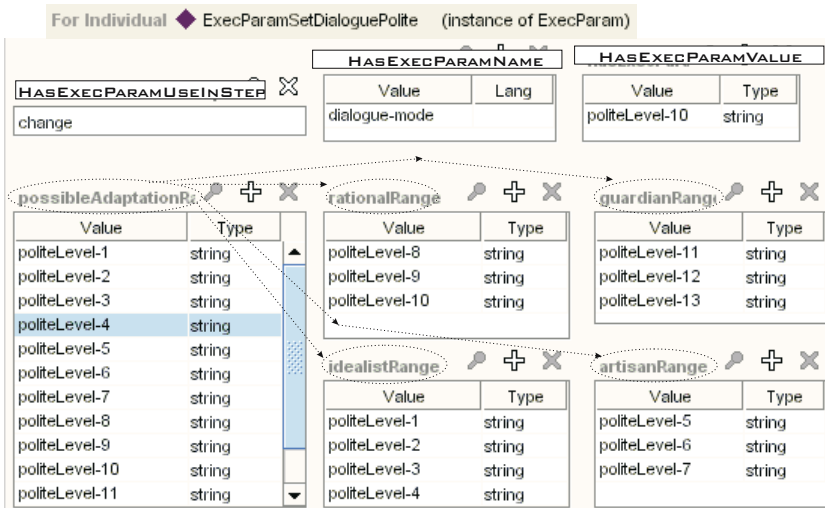 For Individual ExecParamSetDialoguePolite (instance of ExecParam)
HasExecParamUseInStep
change
HasExecParamName
Value Lang
dialogue-mode
HasExecParamValue
Value Type
politeLevel-10 string
possibleAdaptationRa
Value Type
politeLevel-1 string
politeLevel-2 string
politeLevel-3 string
politeLevel-4 string
politeLevel-5 string
politeLevel-6 string
politeLevel-7 string
politeLevel-8 string
politeLevel-9 string
politeLevel-10 string
politeLevel-11 string
rationalRange
Value Type
politeLevel-8 string
politeLevel-9 string
politeLevel-10 string
guardianRange
Value Type
politeLevel-11 string
politeLevel-12 string
politeLevel-13 string
idealistRange
Value Type
politeLevel-1 string
politeLevel-2 string
politeLevel-3 string
politeLevel-4 string
artisanRange
Value Type
politeLevel-5 string
politeLevel-6 string
politeLevel-7 string